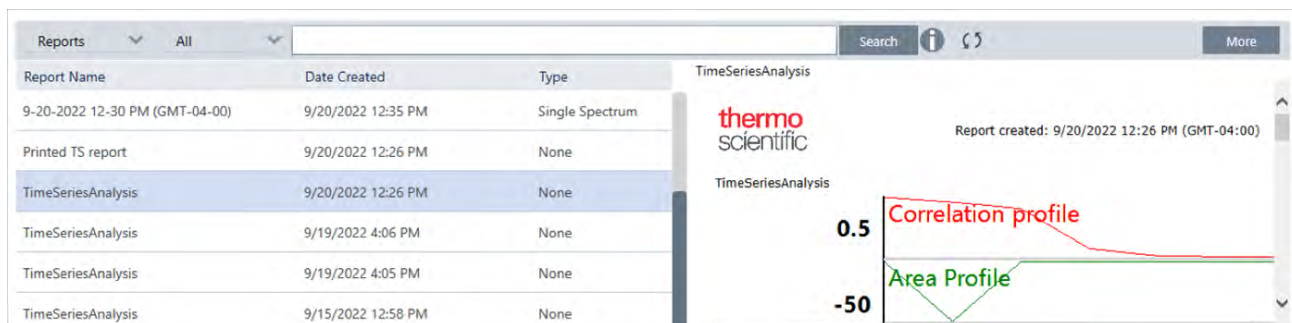 Reports All Search More
Report Name Date Created Type
9-20-2022 12-30 PM (GMT-04-00) 9/20/2022 12:35 PM Single Spectrum
Printed TS report 9/20/2022 12:26 PM None
TimeSeriesAnalysis 9/20/2022 12:26 PM None
TimeSeriesAnalysis 9/19/2022 4:06 PM None
TimeSeriesAnalysis 9/19/2022 4:05 PM None
TimeSeriesAnalysis 9/15/2022 12:58 PM None
TimeSeriesAnalysis
thermo
scientific
Report created: 9/20/2022 12:26 PM (GMT-04:00)
TimeSeriesAnalysis
Correlation profile
0.5
Area Profile
-50